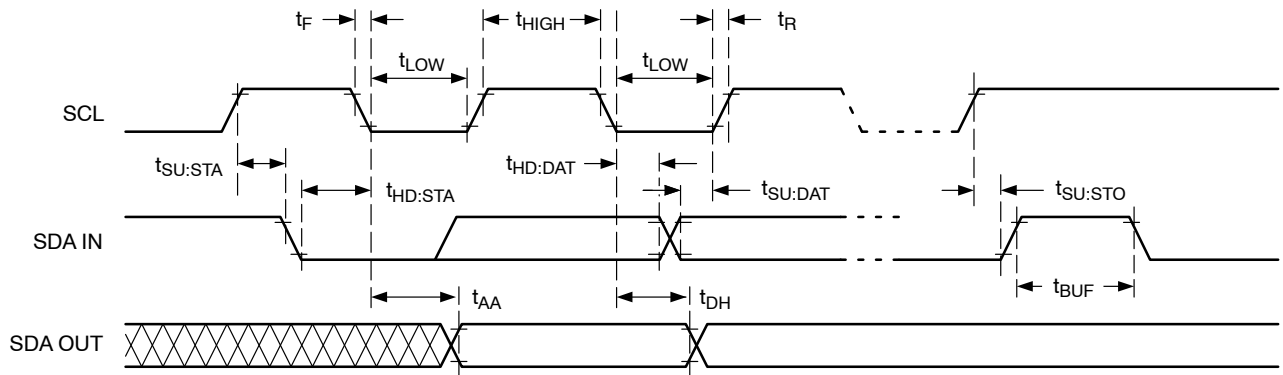 tF tHIGH tR
tLOW tLOW
SCL
tSU:STA tHD:STA tHD:DAT tSU:DAT tSU:STO
SDA IN
tAA tDH tBUF
SDA OUT